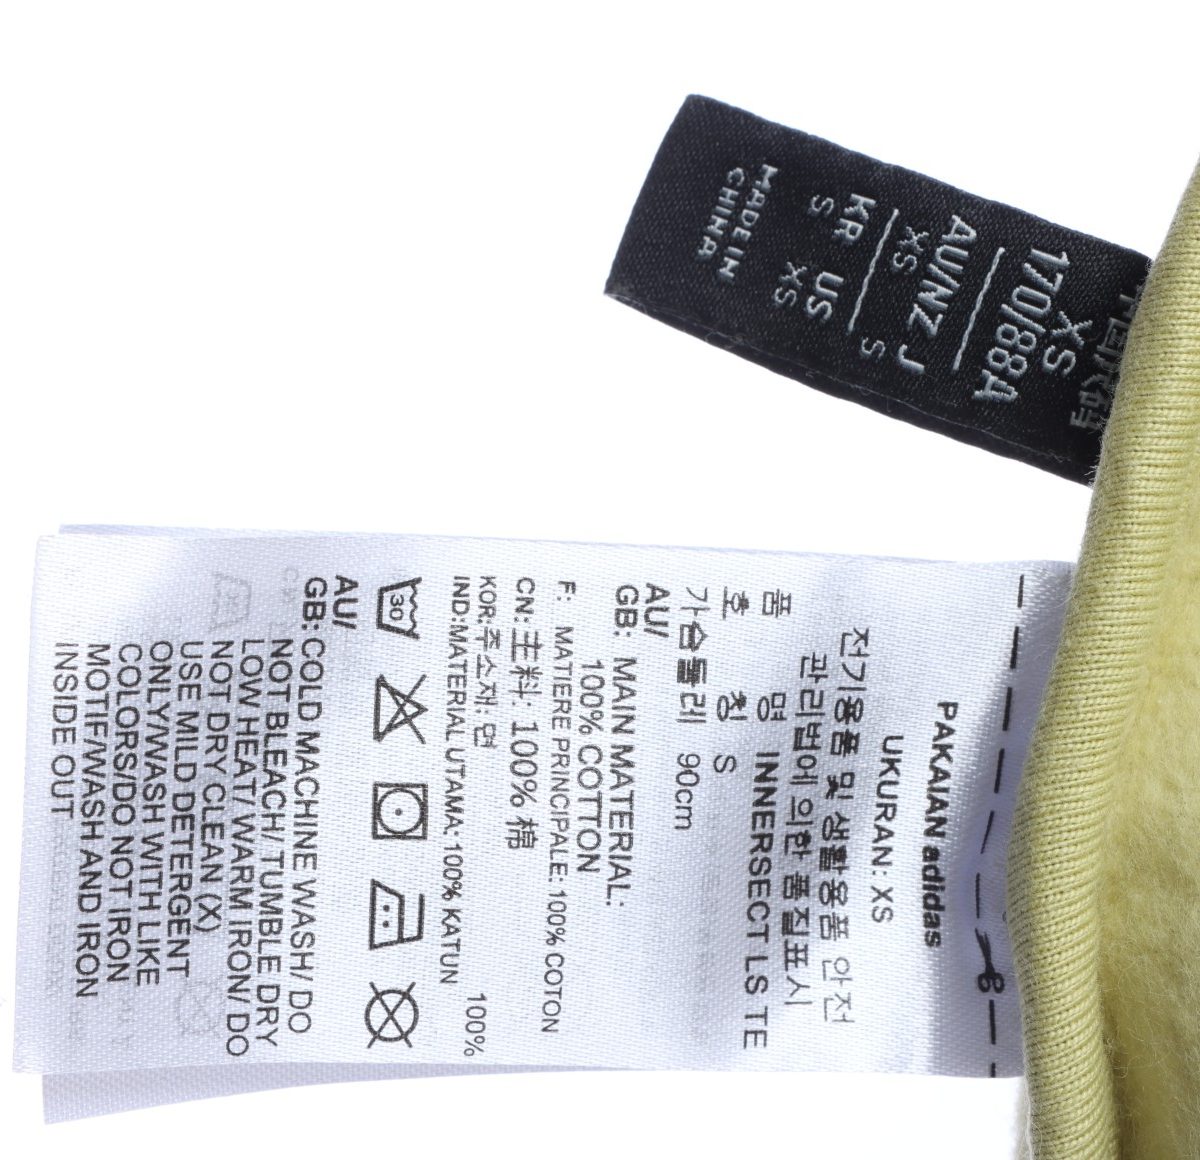 中国尺码
XS
170/88A
AU/NZ J
XS S
KR US
S XS
MADE IN
CHINA
PAKAIAN adidas
UKURAN: XS
전기용품 및 생활용품 안전
관리법에 의한 품질표시
품 명 INNERSECT LS TE
호 칭 S
가슴둘레 90cm
AU/
GB: MAIN MATERIAL:
100% COTTON
F: MATIERE PRINCIPALE: 100% COTON
CN: 主料: 100% 棉
KOR:주소재: 면 100%
IND:MATERIAL UTAMA: 100% KATUN
30
AU/
GB: COLD MACHINE WASH/ DO
NOT BLEACH/ TUMBLE DRY
LOW HEAT/ WARM IRON/ DO
NOT DRY CLEAN (X)
USE MILD DETERGENT
ONLY/WASH WITH LIKE
COLORS/DO NOT IRON
MOTIF/WASH AND IRON
INSIDE OUT